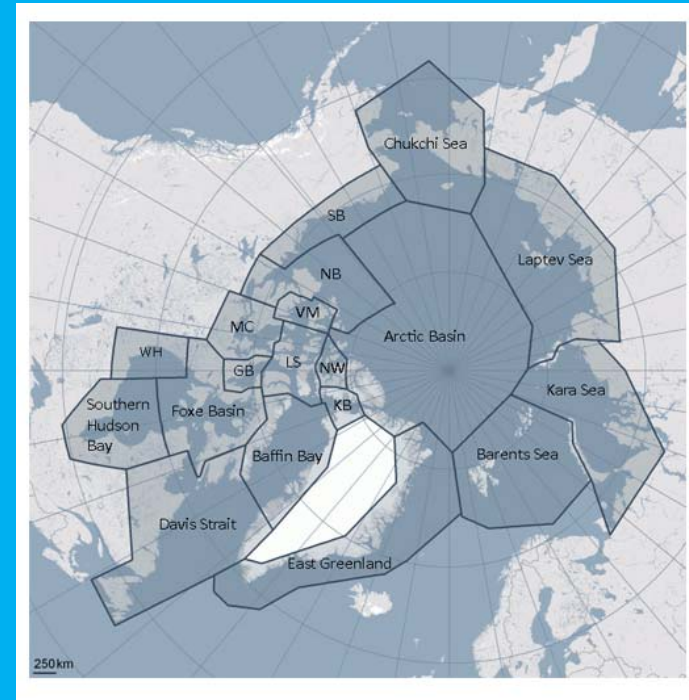 Chukchi Sea
SB
Laptev Sea
NB
VM
MC
Arctic Basin
WH
LS
GB
NW
Kara Sea
KB
Southern
Hudson
Bay
Foxe Basin
Baffin Bay
Barents Sea
Davis Strait
East Greenland
250km